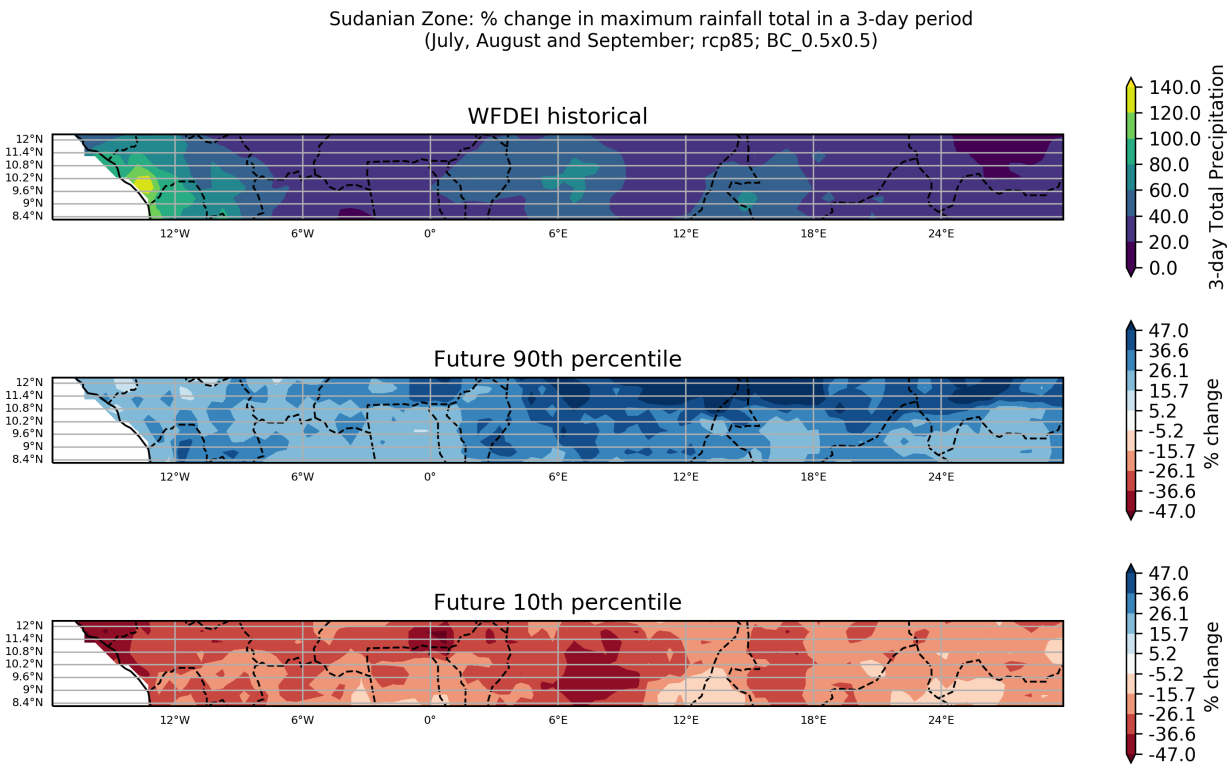 Sudanian Zone: % change in maximum rainfall total in a 3-day period
(July, August and September; rcp85; BC_0.5x0.5)
WFDEI historical
12°N
11.4°N
10.8°N
10.2°N
9.6°N
9°N
8.4°N
12°W 6°W 0° 6°E 12°E 18°E 24°E
140.0
120.0
100.0
80.0
60.0
40.0
20.0
0.0
3-day Total Precipitation
Future 90th percentile
12°N
11.4°N
10.8°N
10.2°N
9.6°N
9°N
8.4°N
12°W 6°W 0° 6°E 12°E 18°E 24°E
47.0
36.6
26.1
15.7
5.2
-5.2
-15.7
-26.1
-36.6
-47.0
% change
Future 10th percentile
12°N
11.4°N
10.8°N
10.2°N
9.6°N
9°N
8.4°N
12°W 6°W 0° 6°E 12°E 18°E 24°E
47.0
36.6
26.1
15.7
5.2
-5.2
-15.7
-26.1
-36.6
-47.0
% change